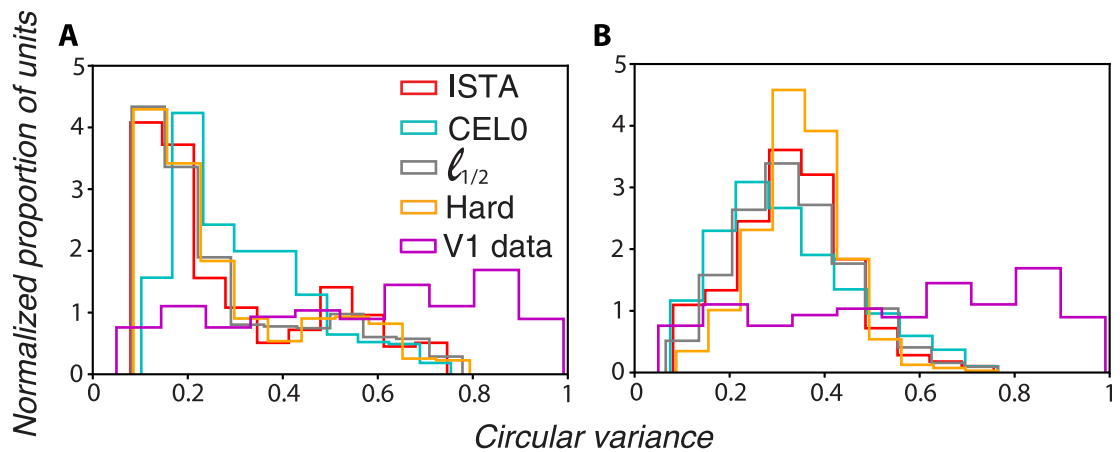 Normalized proportion of units
A
5
4
3
2
1
0
0
0.2
0.4
0.6
0.8
1
ISTA
CEL0
ℓ1/2
Hard
V1 data
B
5
4
3
2
1
0
0
0.2
0.4
0.6
0.8
1
Circular variance